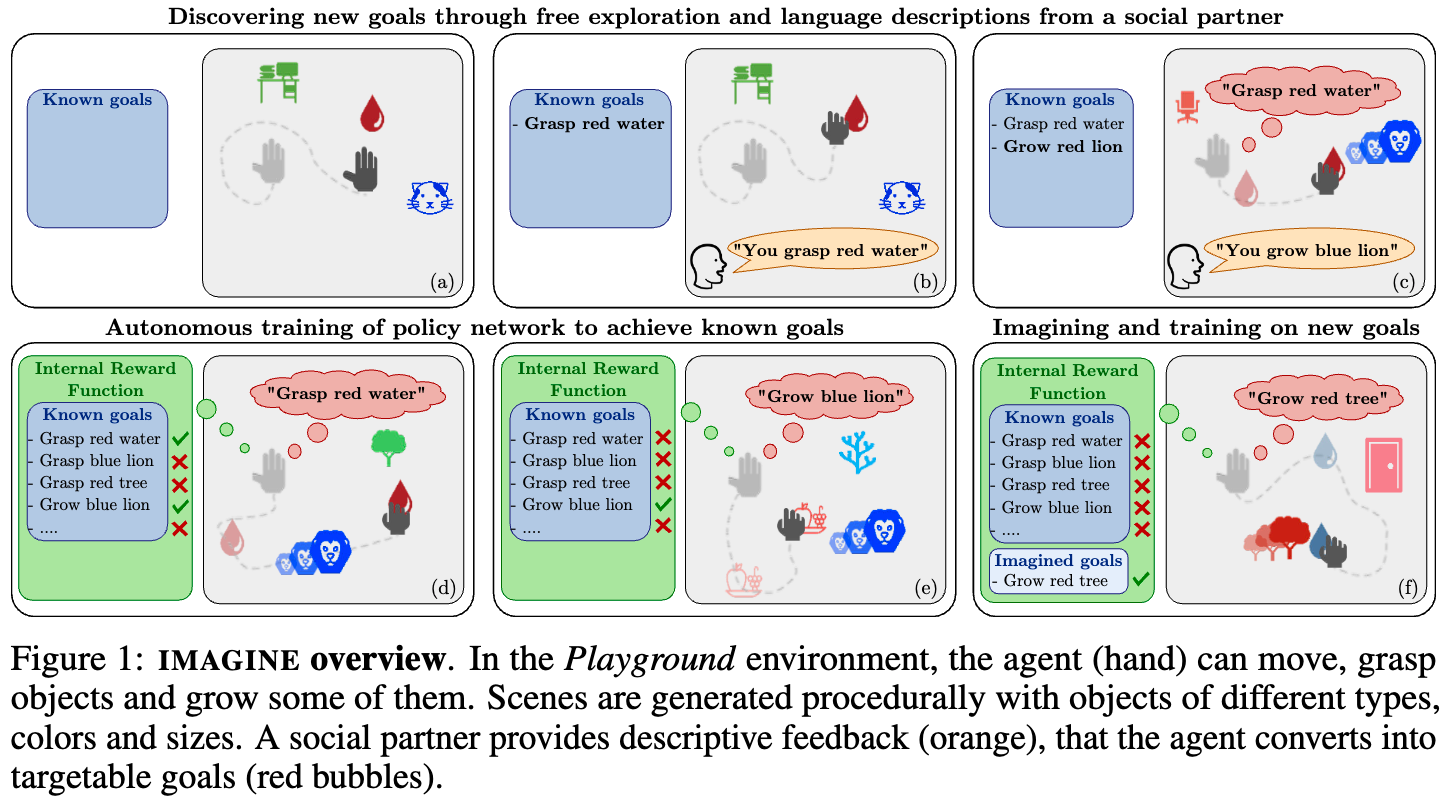 Discovering new goals through free exploration and language descriptions from a social partner
Known goals
(a)
Known goals
- Grasp red water
"You grasp red water"
(b)
Known goals
- Grasp red water
- Grow red lion
"Grasp red water"
"You grow blue lion"
(c)
Autonomous training of policy network to achieve known goals
Imagining and training on new goals
Internal Reward
Function
Known goals
- Grasp red water
- Grasp blue lion
- Grasp red tree
- Grow blue lion
- ....
"Grasp red water"
(d)
Internal Reward
Function
Known goals
- Grasp red water
- Grasp blue lion
- Grasp red tree
- Grow blue lion
- ....
"Grow blue lion"
(e)
Internal Reward
Function
Known goals
- Grasp red water
- Grasp blue lion
- Grasp red tree
- Grow blue lion
- ....
Imagined goals
- Grow red tree
"Grow red tree"
(f)
Figure 1: IMAGINE overview. In the Playground environment, the agent (hand) can move, grasp
objects and grow some of them. Scenes are generated procedurally with objects of different types,
colors and sizes. A social partner provides descriptive feedback (orange), that the agent converts into
targetable goals (red bubbles).